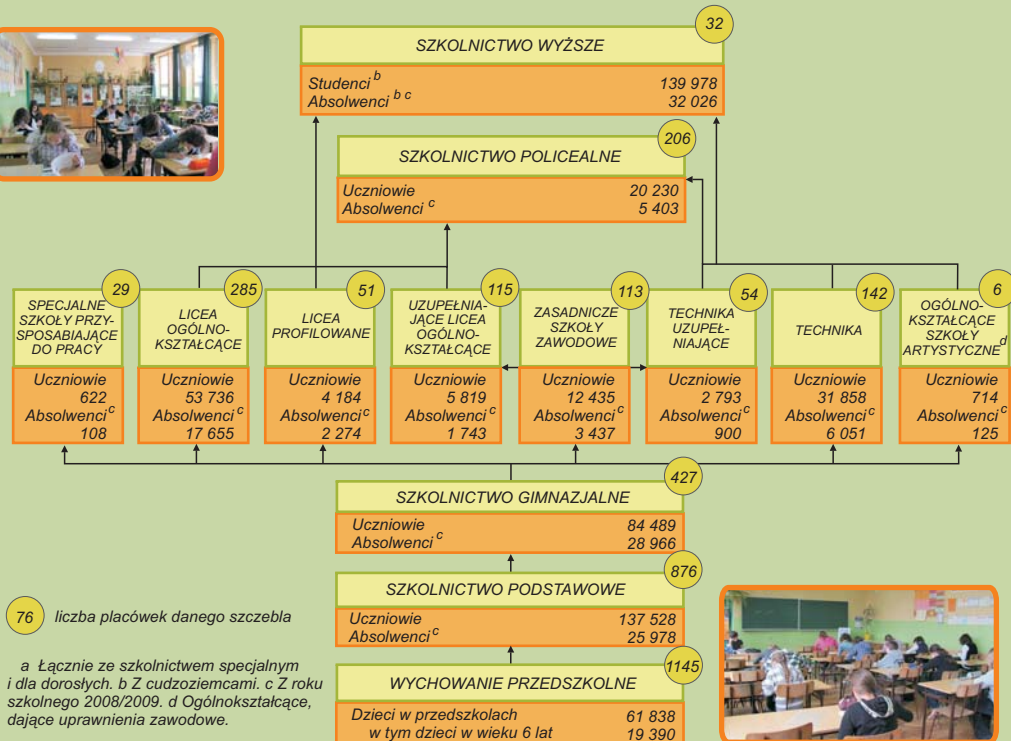 32
SZKOLNICTWO WYŻSZE
Studenci b 139 978
Absolwenci b c 32 026
206
SZKOLNICTWO POLICEALNE
Uczniowie 20 230
Absolwenci c 5 403
29
SPECJALNE
SZKOŁY PRZY-
SPOSABIAJĄCE
DO PRACY
Uczniowie
622
Absolwenci c
108
285
LICEA
OGÓLNO-
KSZTAŁCĄCE
Uczniowie
53 736
Absolwenci c
17 655
51
LICEA
PROFILOWANE
Uczniowie
4 184
Absolwenci c
2 274
115
UZUPEŁNIA-
JĄCE LICEA
OGÓLNO-
KSZTAŁCĄCE
Uczniowie
5 819
Absolwenci c
1 743
113
ZASADNICZE
SZKOŁY
ZAWODOWE
Uczniowie
12 435
Absolwenci c
3 437
54
TECHNIKA
UZUPEŁ-
NIAJĄCE
Uczniowie
2 793
Absolwenci c
900
142
TECHNIKA
Uczniowie
31 858
Absolwenci c
6 051
6
OGÓLNO-
KSZTAŁCĄCE
SZKOŁY
ARTYSTYCZNE d
Uczniowie
714
Absolwenci c
125
427
SZKOLNICTWO GIMNAZJALNE
Uczniowie 84 489
Absolwenci c 28 966
876
SZKOLNICTWO PODSTAWOWE
Uczniowie 137 528
Absolwenci c 25 978
1145
WYCHOWANIE PRZEDSZKOLNE
Dzieci w przedszkolach 61 838
w tym dzieci w wieku 6 lat 19 390
76 liczba placówek danego szczebla
a Łącznie ze szkolnictwem specjalnym
i dla dorosłych. b Z cudzoziemcami. c Z roku
szkolnego 2008/2009. d Ogólnokształcące,
dające uprawnienia zawodowe.